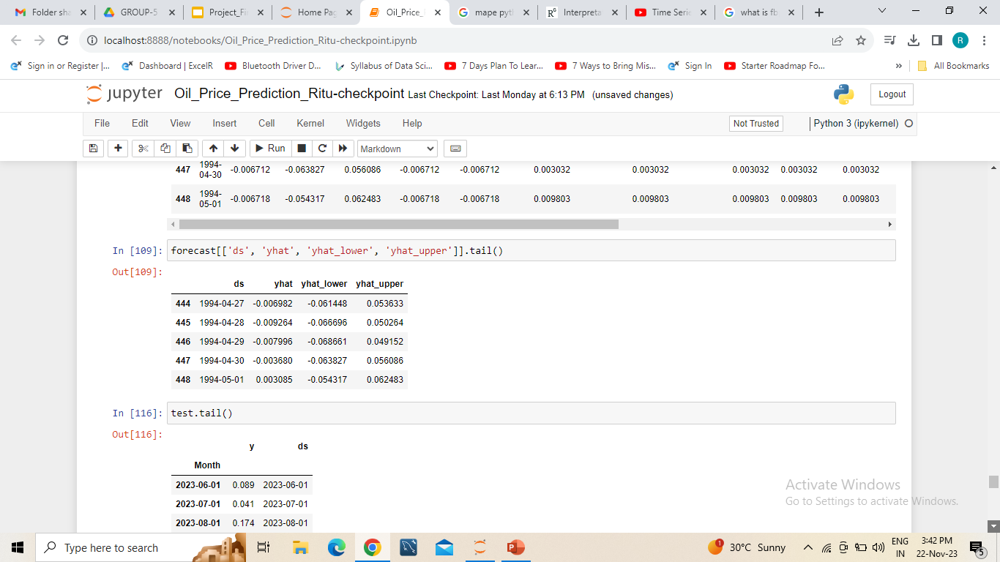 Folder sha
GROUP-5
Project_Fi
Home Pag
Oil_Price_
mape pyt
Interpreta
Time Serie
what is fb
localhost:8888/notebooks/Oil_Price_Prediction_Ritu-checkpoint.ipynb
R
Sign in or Register |...
Dashboard | ExcelR
Bluetooth Driver D...
Syllabus of Data Sci...
7 Days Plan To Lear...
7 Ways to Bring Mis...
Sign In
Starter Roadmap Fo...
»
All Bookmarks
jupyter Oil_Price_Prediction_Ritu-checkpoint Last Checkpoint: Last Monday at 6:13 PM (unsaved changes)
Logout
File Edit View Insert Cell Kernel Widgets Help
Not Trusted
Python 3 (ipykernel)
Run
Markdown
447 1994-04-30 -0.006712 -0.063827 0.056086 -0.006712 -0.006712 0.003032 0.003032 0.003032 0.003032 0.003032
448 1994-05-01 -0.006718 -0.054317 0.062483 -0.006718 -0.006718 0.009803 0.009803 0.009803 0.009803 0.009803
In [109]: forecast[['ds', 'yhat', 'yhat_lower', 'yhat_upper']].tail()
Out[109]:
ds yhat yhat_lower yhat_upper
444 1994-04-27 -0.006982 -0.061448 0.053633
445 1994-04-28 -0.009264 -0.066696 0.050264
446 1994-04-29 -0.007996 -0.068661 0.049152
447 1994-04-30 -0.003680 -0.063827 0.056086
448 1994-05-01 0.003085 -0.054317 0.062483
In [116]: test.tail()
Out[116]:
y ds
Month
2023-06-01 0.089 2023-06-01
2023-07-01 0.041 2023-07-01
2023-08-01 0.174 2023-08-01
Activate Windows
Go to Settings to activate Windows.
Type here to search
1
30°C Sunny
ENG
IN
3:42 PM
22-Nov-23
5